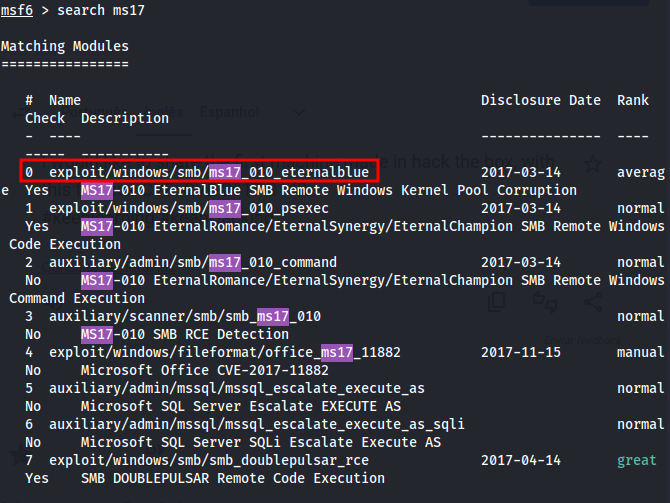 msf6 > search ms17
Matching Modules
================
# Name Disclosure Date Rank
Check Description
- ---- --------------- ----
----- -----------
0 exploit/windows/smb/ms17_010_eternalblue 2017-03-14 averag
e Yes MS17-010 EternalBlue SMB Remote Windows Kernel Pool Corruption
1 exploit/windows/smb/ms17_010_psexec 2017-03-14 normal
Yes MS17-010 EternalRomance/EternalSynergy/EternalChampion SMB Remote Windows
Code Execution
2 auxiliary/admin/smb/ms17_010_command 2017-03-14 normal
No MS17-010 EternalRomance/EternalSynergy/EternalChampion SMB Remote Windows
Command Execution
3 auxiliary/scanner/smb/smb_ms17_010 normal
No MS17-010 SMB RCE Detection
4 exploit/windows/fileformat/office_ms17_11882 2017-11-15 manual
No Microsoft Office CVE-2017-11882
5 auxiliary/admin/mssql/mssql_escalate_execute_as normal
No Microsoft SQL Server Escalate EXECUTE AS
6 auxiliary/admin/mssql/mssql_escalate_execute_as_sqli normal
No Microsoft SQL Server SQLi Escalate Execute AS
7 exploit/windows/smb/smb_doublepulsar_rce 2017-04-14 great
Yes SMB DOUBLEPULSAR Remote Code Execution